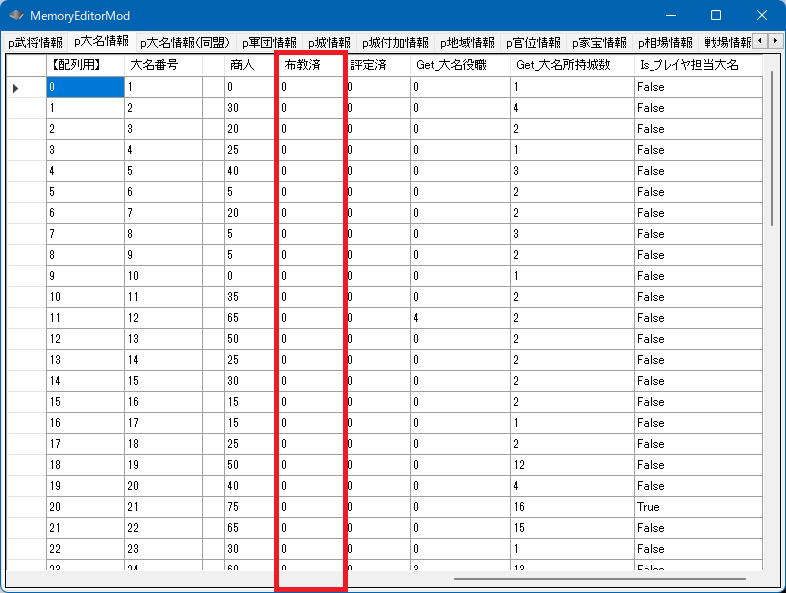 MemoryEditorMod
p武将情報 p大名情報 p大名情報(同盟) p軍団情報 p城情報 p城付加情報 p地域情報 p官位情報 p家宝情報 p相場情報 戦場情報
【配列用】 大名番号 商人 布教済 評定済 Get_大名役職 Get_大名所持城数 Is_プレイヤ担当大名
0 1 0 0 0 0 1 False
1 2 30 0 0 0 4 False
2 3 20 0 0 0 2 False
3 4 25 0 0 0 1 False
4 5 40 0 0 0 3 False
5 6 5 0 0 0 2 False
6 7 20 0 0 0 2 False
7 8 5 0 0 0 3 False
8 9 5 0 0 0 2 False
9 10 0 0 0 0 1 False
10 11 35 0 0 0 2 False
11 12 65 0 0 4 2 False
12 13 50 0 0 0 2 False
13 14 25 0 0 0 2 False
14 15 30 0 0 0 2 False
15 16 15 0 0 0 2 False
16 17 15 0 0 0 1 False
17 18 25 0 0 0 2 False
18 19 50 0 0 0 12 False
19 20 40 0 0 0 4 False
20 21 75 0 0 0 16 True
21 22 65 0 0 0 15 False
22 23 30 0 0 0 1 False
23 24 60 0 0 3 13 False